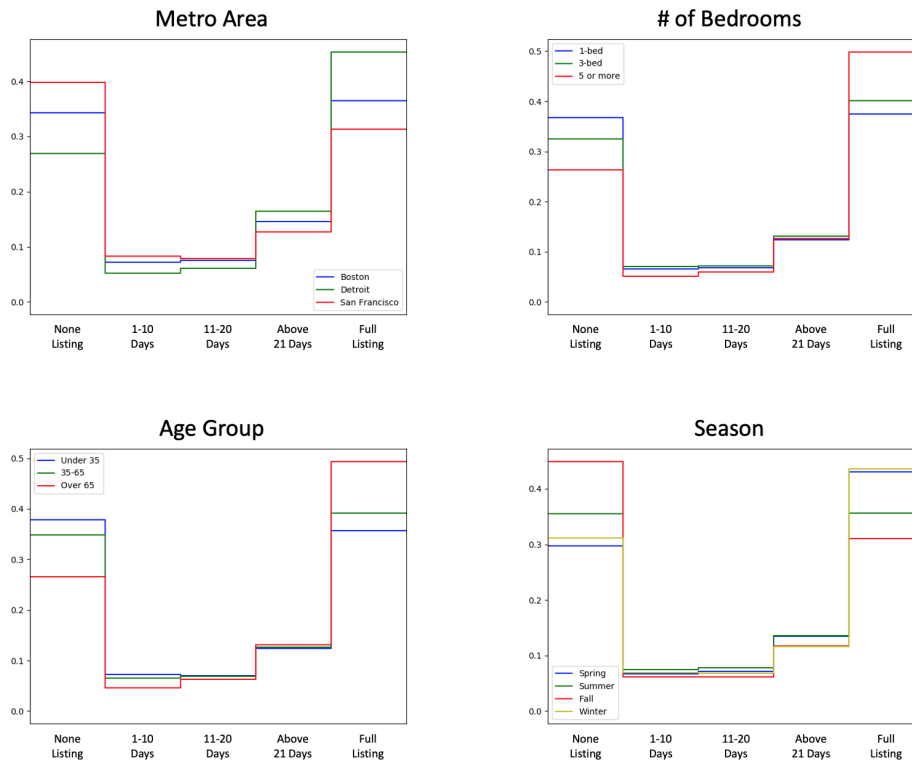 Metro Area
0.4
0.3
0.2
0.1
0.0
Boston
Detroit
San Francisco
None
Listing
1-10
Days
11-20
Days
Above
21 Days
Full
Listing
# of Bedrooms
0.5
0.4
0.3
0.2
0.1
0.0
1-bed
3-bed
5 or more
None
Listing
1-10
Days
11-20
Days
Above
21 Days
Full
Listing
Age Group
0.5
0.4
0.3
0.2
0.1
0.0
Under 35
35-65
Over 65
None
Listing
1-10
Days
11-20
Days
Above
21 Days
Full
Listing
Season
0.4
0.3
0.2
0.1
0.0
Spring
Summer
Fall
Winter
None
Listing
1-10
Days
11-20
Days
Above
21 Days
Full
Listing